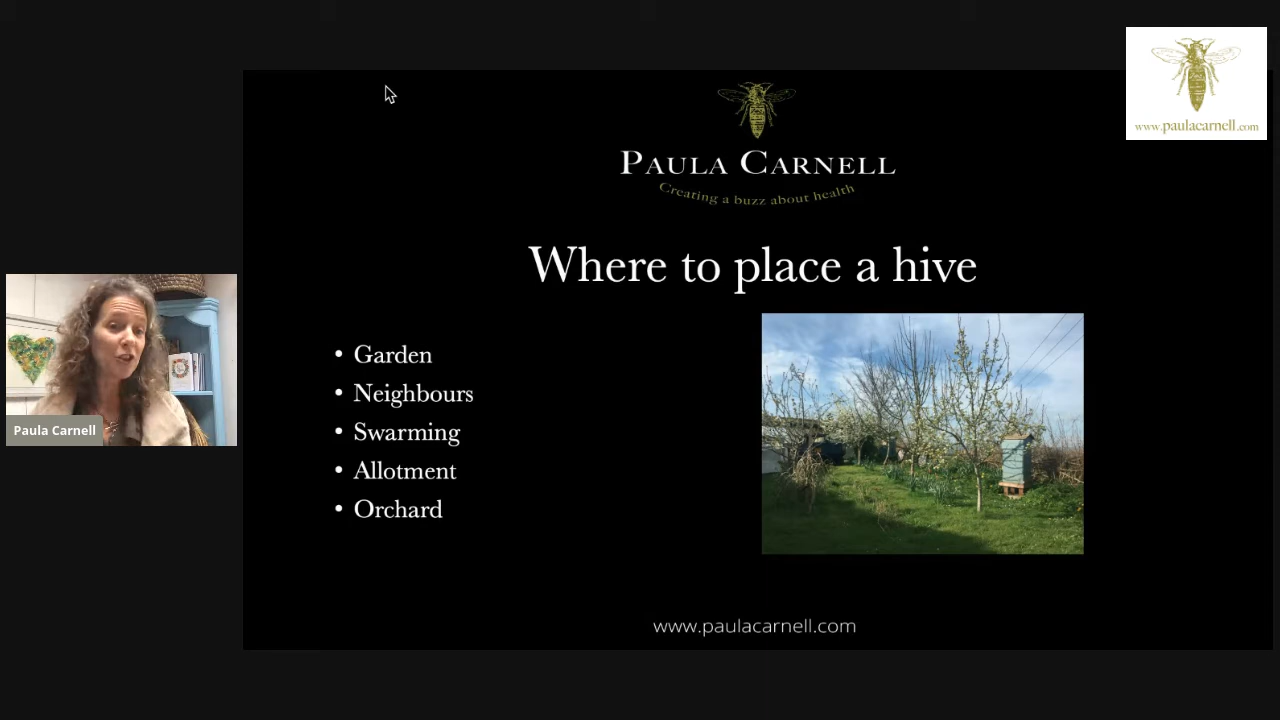 www.paulacarnell.com
PAULA CARNELL
Creating a buzz about health
Where to place a hive
• Garden
• Neighbours
• Swarming
• Allotment
• Orchard
Paula Carnell
www.paulacarnell.com